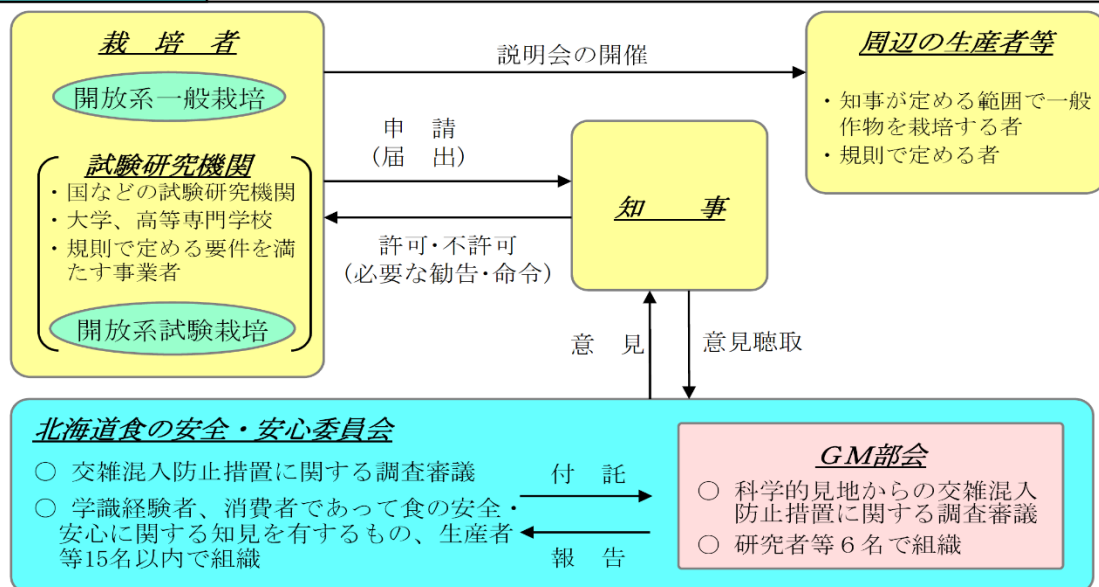 栽　培　者
開放系一般栽培
試験研究機関
・国などの試験研究機関
・大学、高等専門学校
・規則で定める要件を満
たす事業者
開放系試験栽培
説明会の開催
周辺の生産者等
・知事が定める範囲で一般
作物を栽培する者
・規則で定める者
申　請
(届　出)
知　　事
許可・不許可
(必要な勧告・命令)
意　見
意見聴取
北海道食の安全・安心委員会
○ 交雑混入防止措置に関する調査審議
○ 学識経験者、消費者であって食の安全・
安心に関する知見を有するもの、生産者
等15名以内で組織
付　託
報　告
GM部会
○ 科学的見地からの交雑混入
防止措置に関する調査審議
○ 研究者等６名で組織